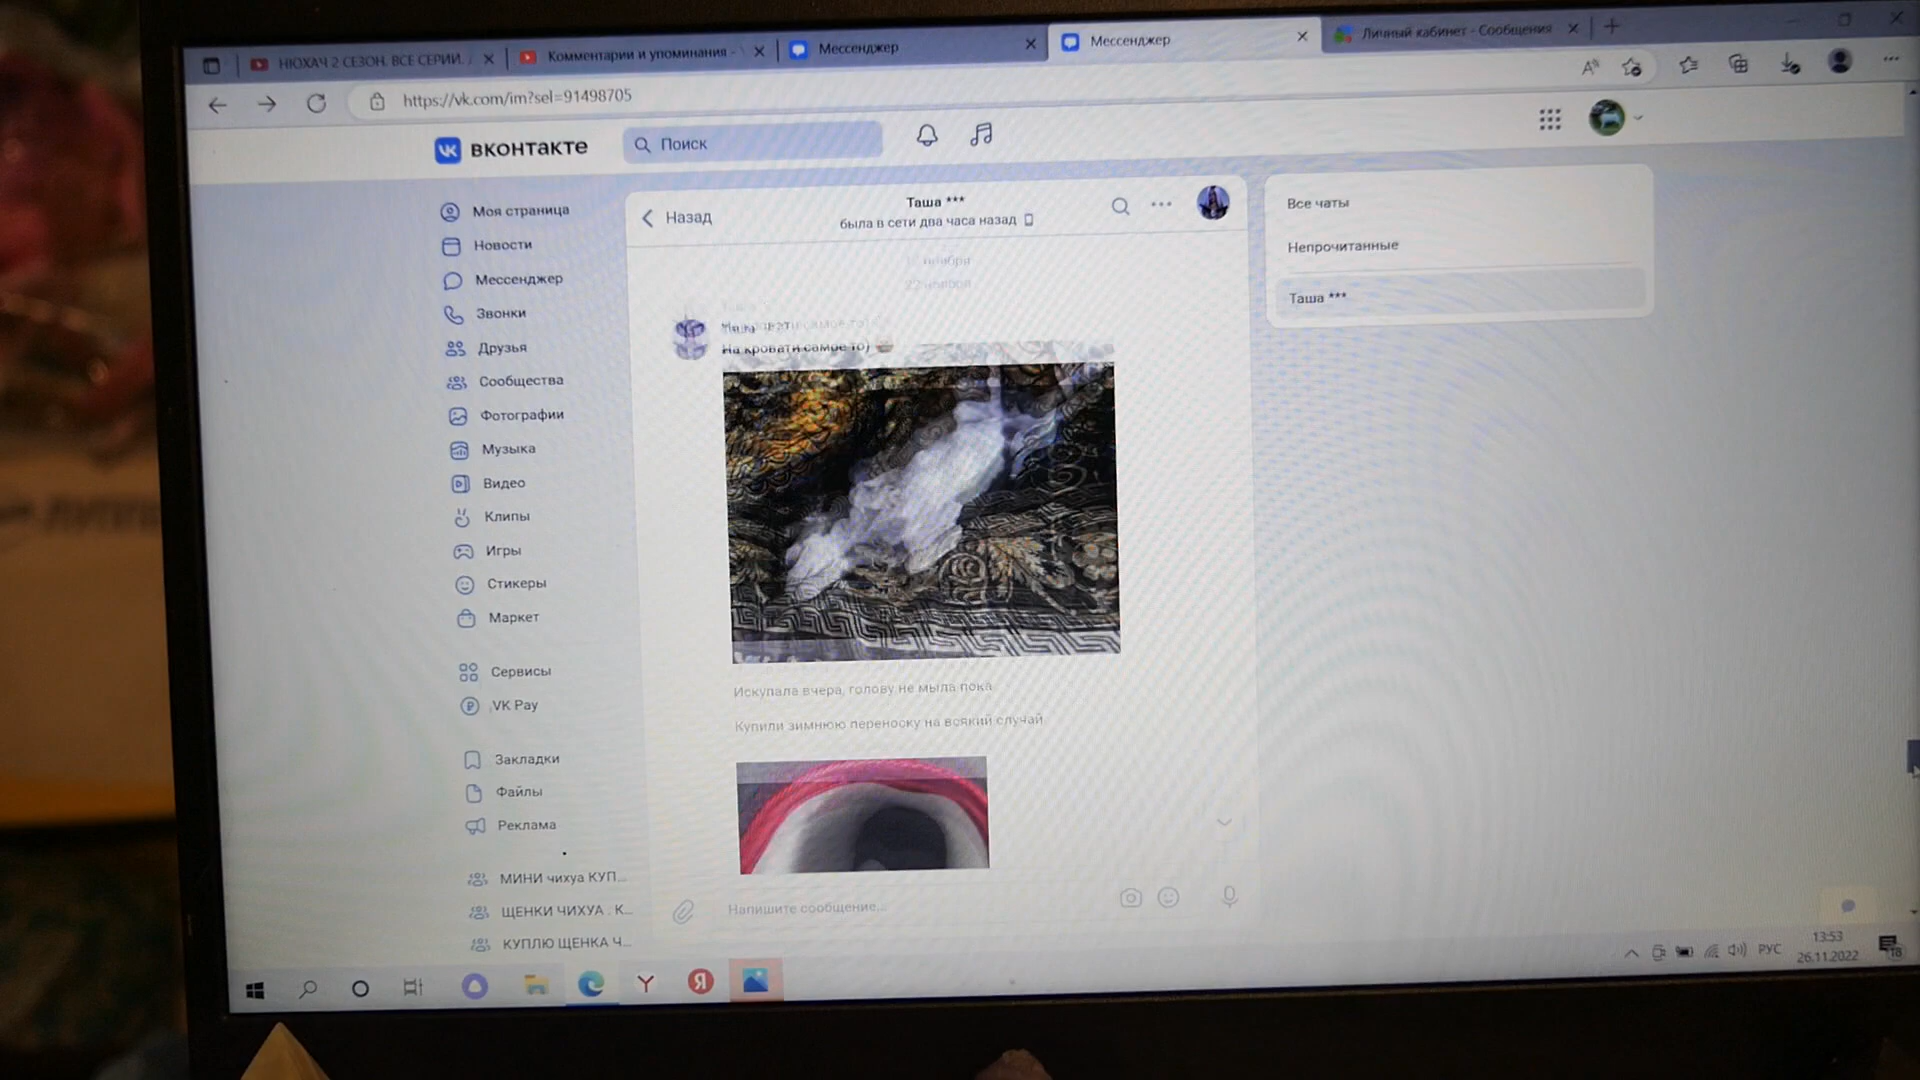 НЮХАЧ 2 СЕЗОН. ВСЕ СЕРИИ.
Комментарии и упоминания -
Мессенджер
Мессенджер
Личный кабинет - Сообщения
https://vk.com/im?sel=91498705
вконтакте
Поиск
Моя страница
Новости
Мессенджер
Звонки
Друзья
Сообщества
Фотографии
Музыка
Видео
Клипы
Игры
Стикеры
Маркет
Сервисы
VK Pay
Закладки
Файлы
Реклама
МИНИ чихуа КУП...
ЩЕНКИ ЧИХУА . К...
КУПЛЮ ЩЕНКА Ч...
Назад
Таша ***
была в сети два часа назад
ноября
22 ноября
На кровати самое то)
Искупала вчера, голову не мыла пока
Купили зимнюю переноску на всякий случай
Напишите сообщение...
Все чаты
Непрочитанные
Таша ***
РУС
13:53
26.11.2022
18